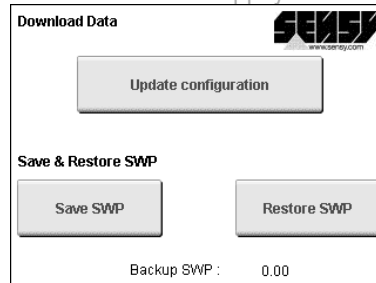 Download Data
SENSY
www.sensy.com
Update configuration
Save & Restore SWP
Save SWP
Restore SWP
Backup SWP : 0.00